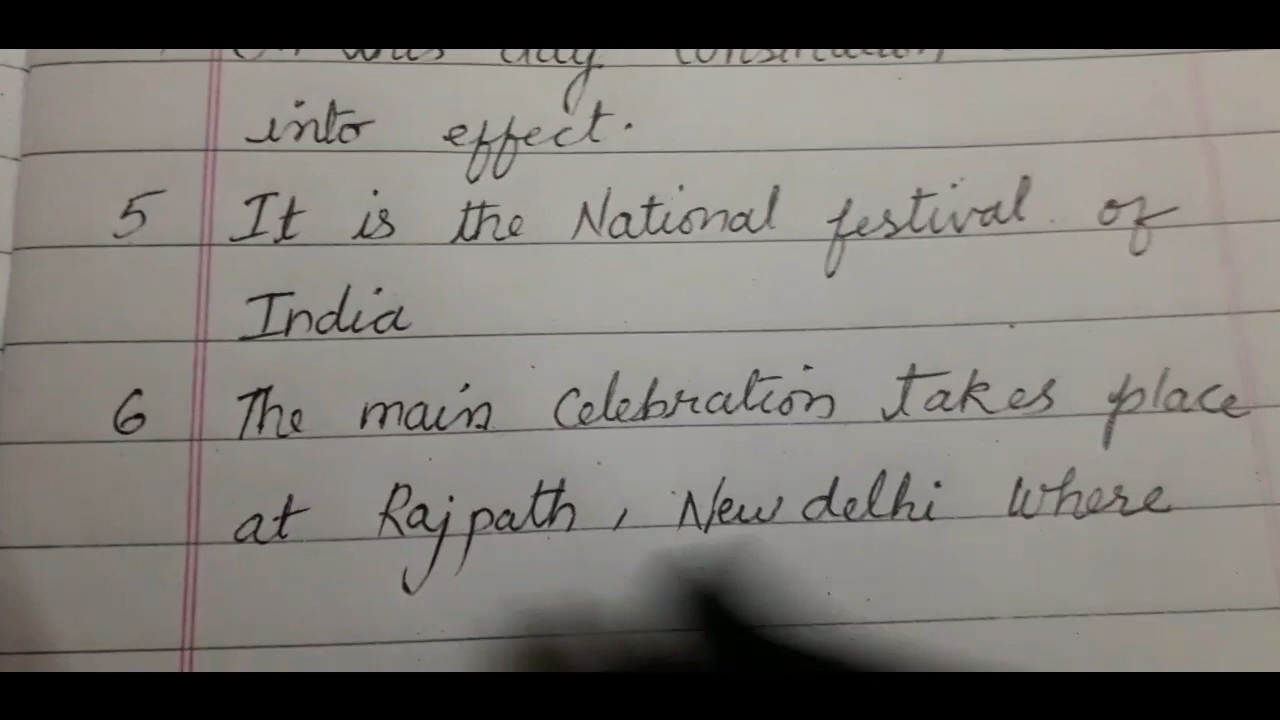 day
into effect.
5 It is the National festival of
India
6 The main Celebration takes place
at Rajpath, New delhi where